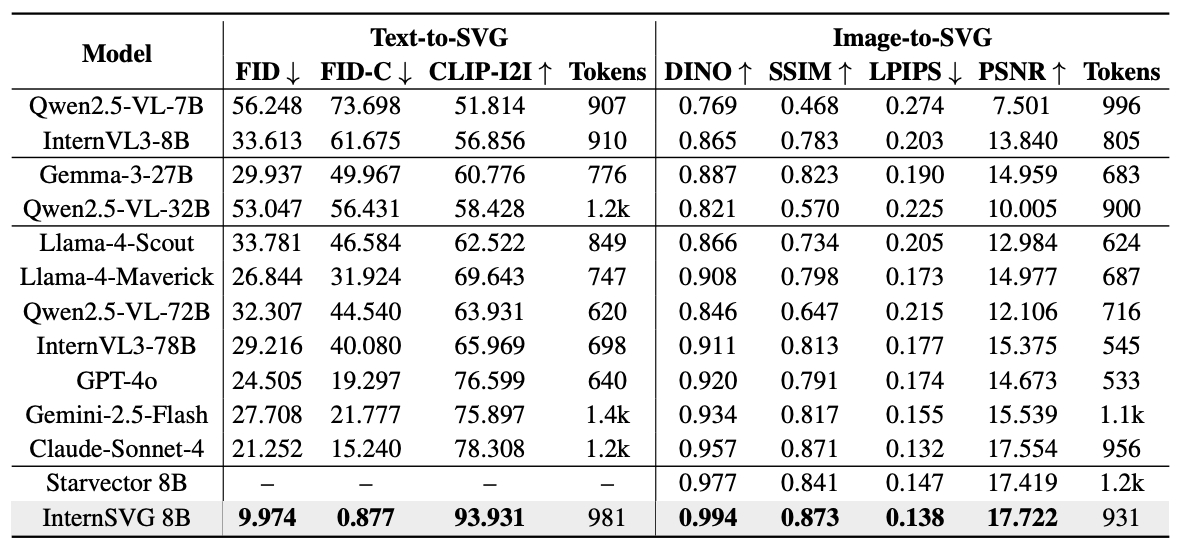 Model Text-to-SVG Image-to-SVG
FID ↓ FID-C ↓ CLIP-I2I ↑ Tokens DINO ↑ SSIM ↑ LPIPS ↓ PSNR ↑ Tokens
Qwen2.5-VL-7B 56.248 73.698 51.814 907 0.769 0.468 0.274 7.501 996
InternVL3-8B 33.613 61.675 56.856 910 0.865 0.783 0.203 13.840 805
Gemma-3-27B 29.937 49.967 60.776 776 0.887 0.823 0.190 14.959 683
Qwen2.5-VL-32B 53.047 56.431 58.428 1.2k 0.821 0.570 0.225 10.005 900
Llama-4-Scout 33.781 46.584 62.522 849 0.866 0.734 0.205 12.984 624
Llama-4-Maverick 26.844 31.924 69.643 747 0.908 0.798 0.173 14.977 687
Qwen2.5-VL-72B 32.307 44.540 63.931 620 0.846 0.647 0.215 12.106 716
InternVL3-78B 29.216 40.080 65.969 698 0.911 0.813 0.177 15.375 545
GPT-4o 24.505 19.297 76.599 640 0.920 0.791 0.174 14.673 533
Gemini-2.5-Flash 27.708 21.777 75.897 1.4k 0.934 0.817 0.155 15.539 1.1k
Claude-Sonnet-4 21.252 15.240 78.308 1.2k 0.957 0.871 0.132 17.554 956
Starvector 8B – – – – 0.977 0.841 0.147 17.419 1.2k
InternSVG 8B 9.974 0.877 93.931 981 0.994 0.873 0.138 17.722 931